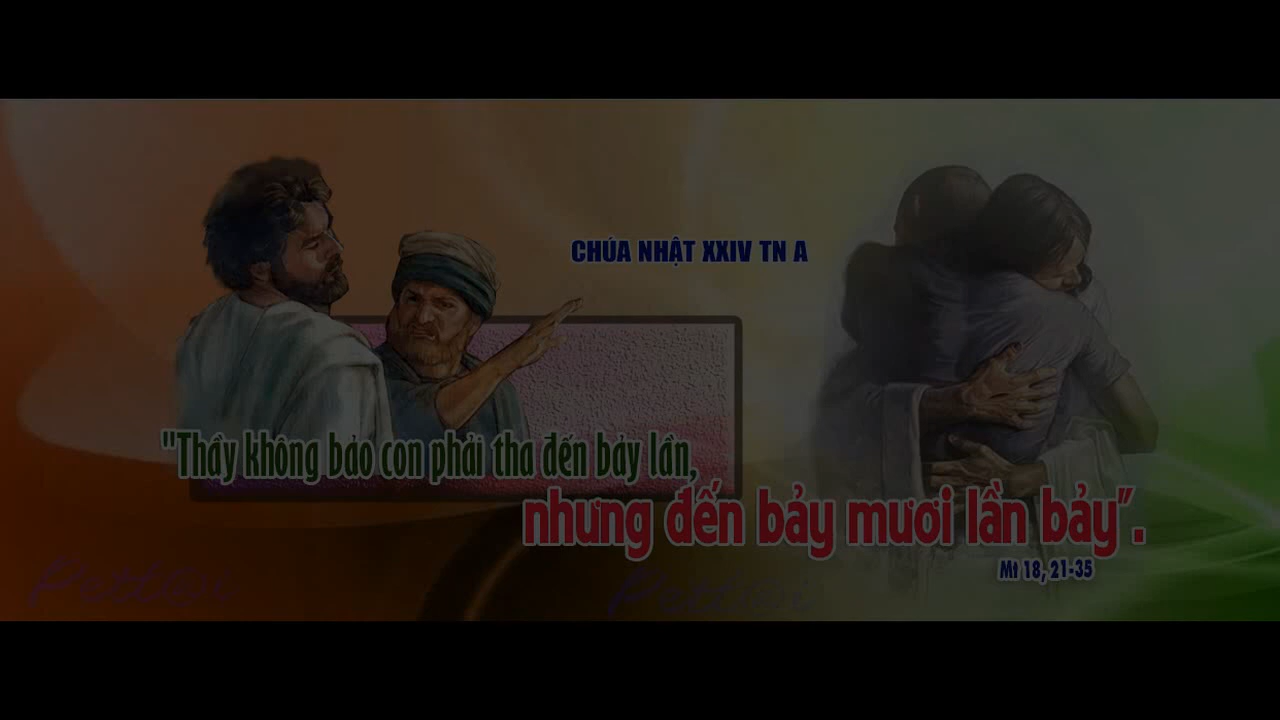 CHÚA NHẬT XXIV TN A
"Thầy không bảo con phải tha đến bảy lần,
nhưng đến bảy mươi lần bảy".
Mt 18, 21-35